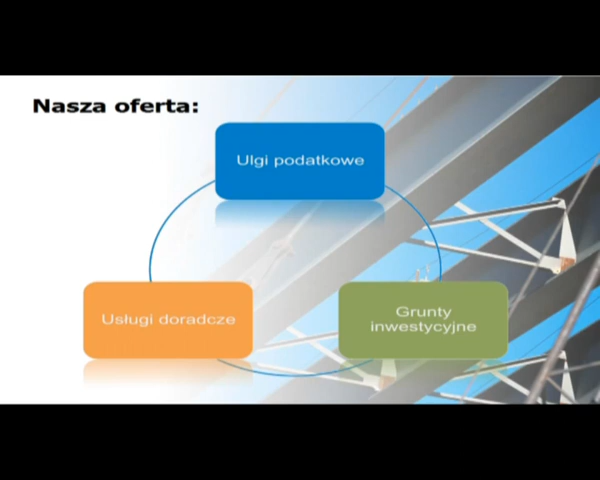 Nasza oferta:
Ulgi podatkowe
Usługi doradcze
Grunty
inwestycyjne